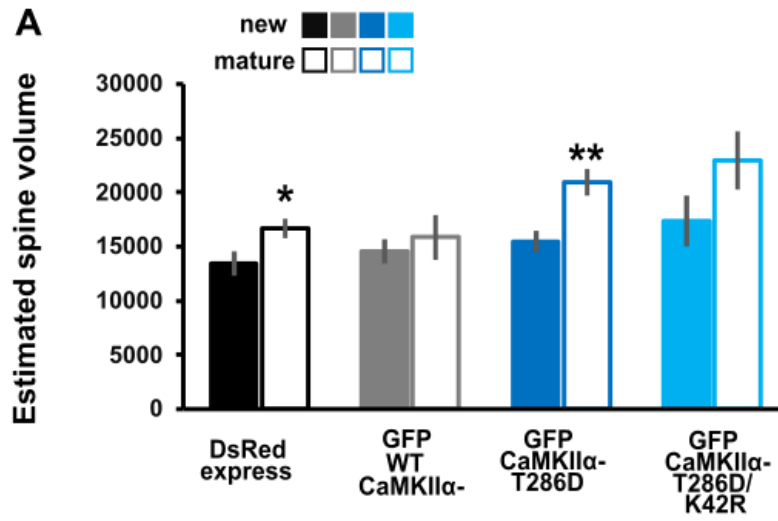 A
new
mature
Estimated spine volume
30000
25000
20000
15000
10000
5000
0
*
**
DsRed
express
GFP
WT
CaMKIIα-
GFP
CaMKIIα-
T286D
GFP
CaMKIIα-
T286D/
K42R